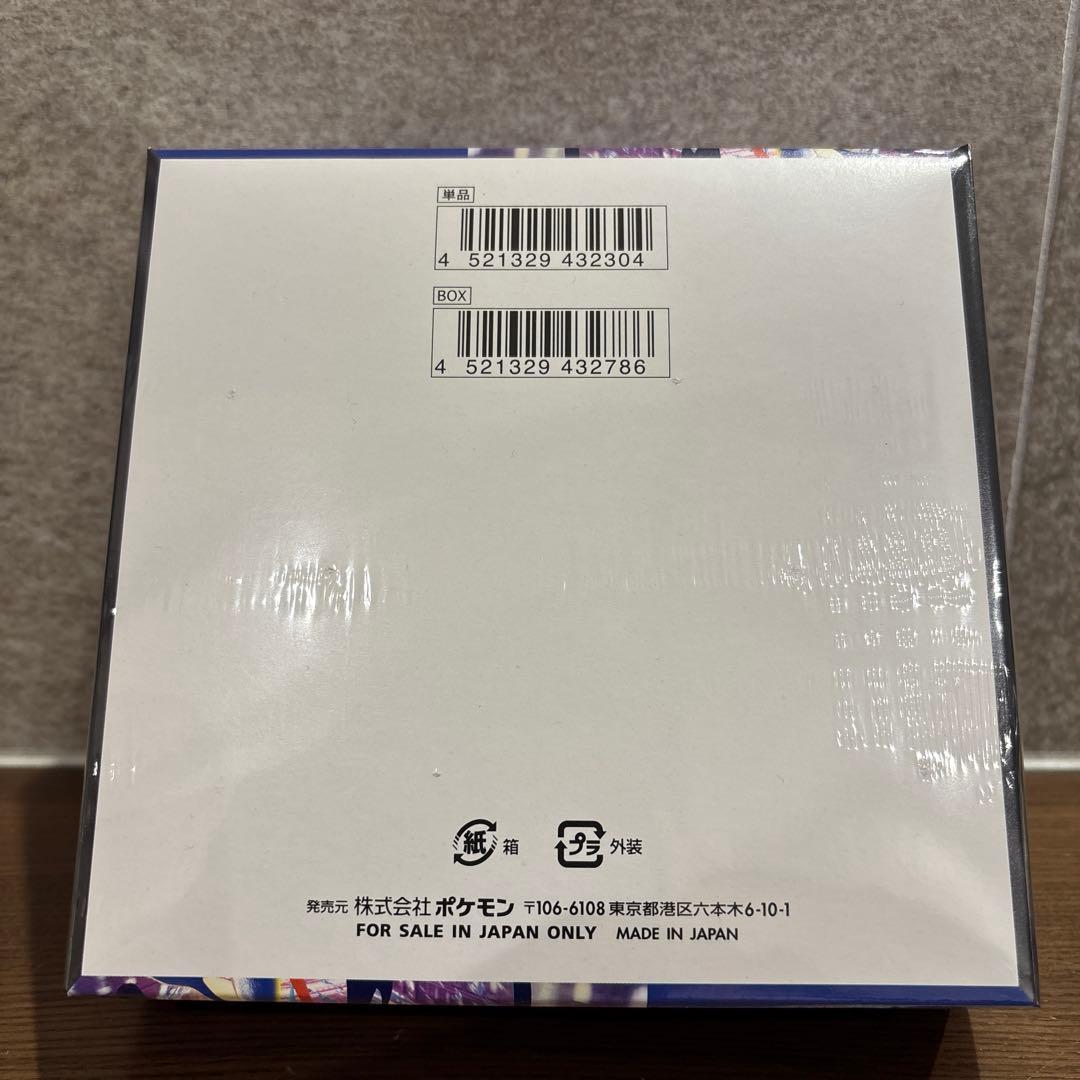 単品
4 521329 432304
BOX
4 521329 432786
紙 箱 プラ 外装
発売元 株式会社ポケモン 〒106-6108 東京都港区六本木6-10-1
FOR SALE IN JAPAN ONLY MADE IN JAPAN